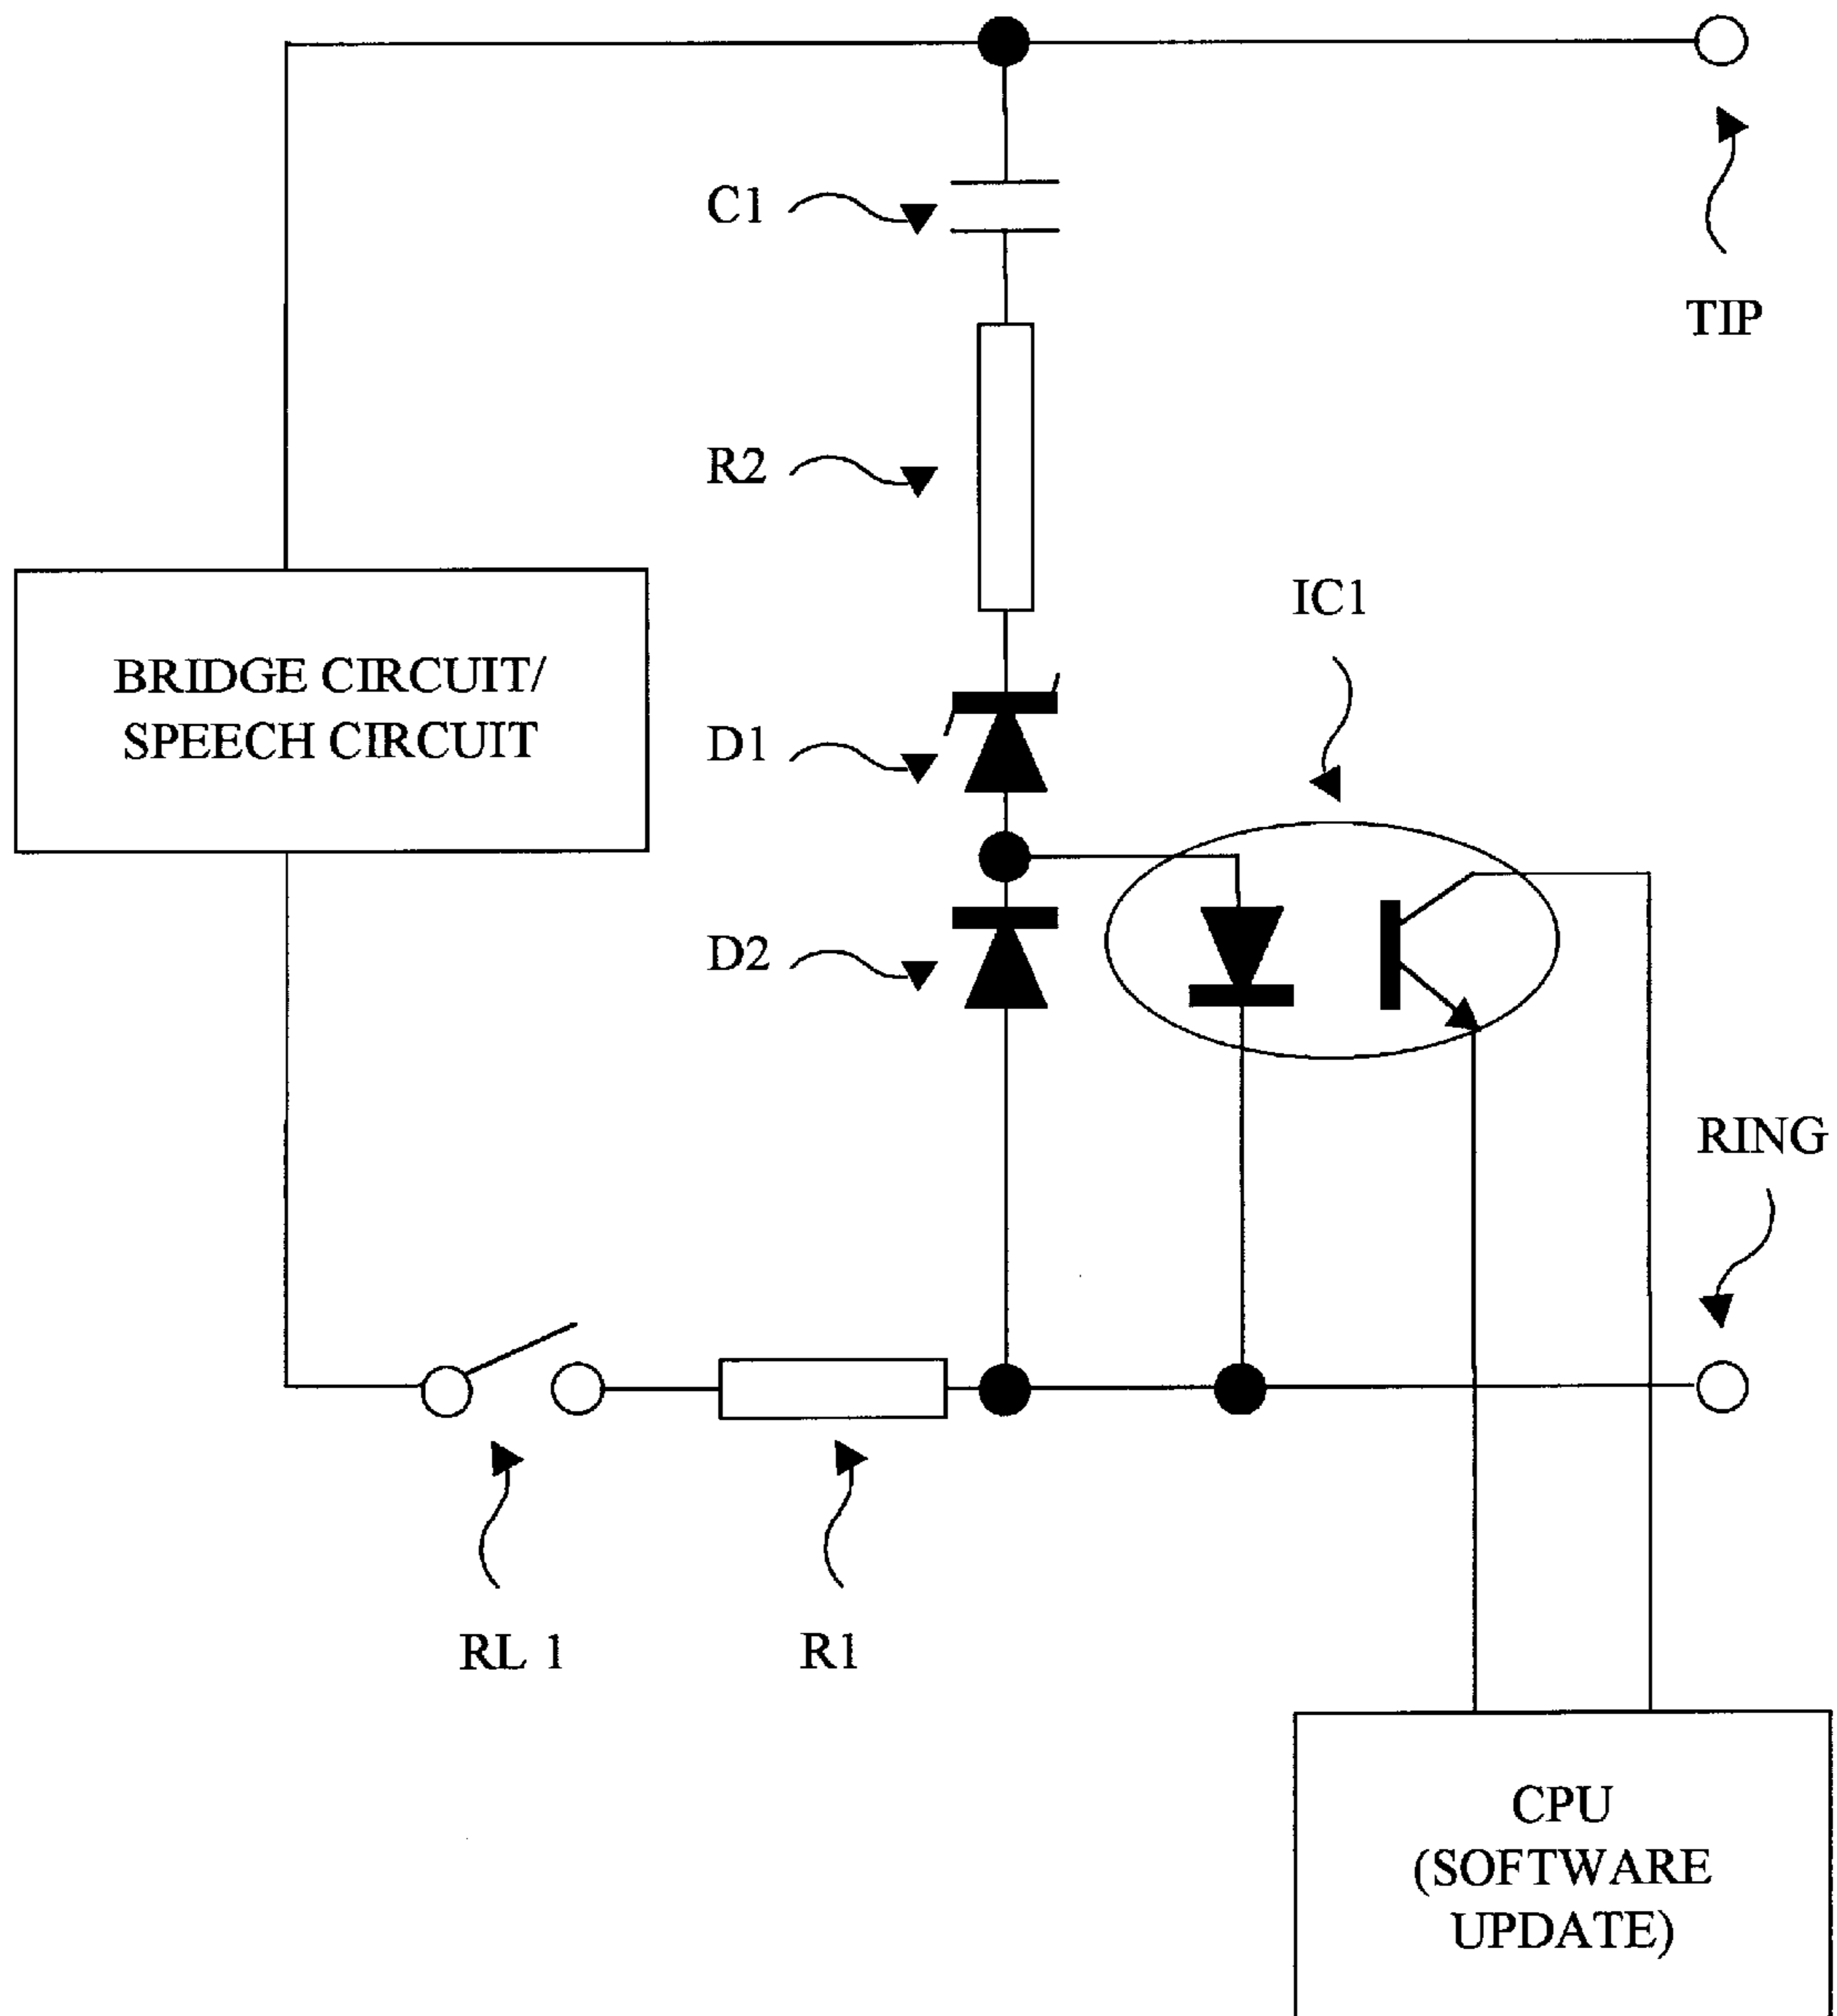 C1
TIP
R2
IC1
BRIDGE CIRCUIT/
SPEECH CIRCUIT
D1
D2
RING
RL 1
R1
CPU
(SOFTWARE
UPDATE)